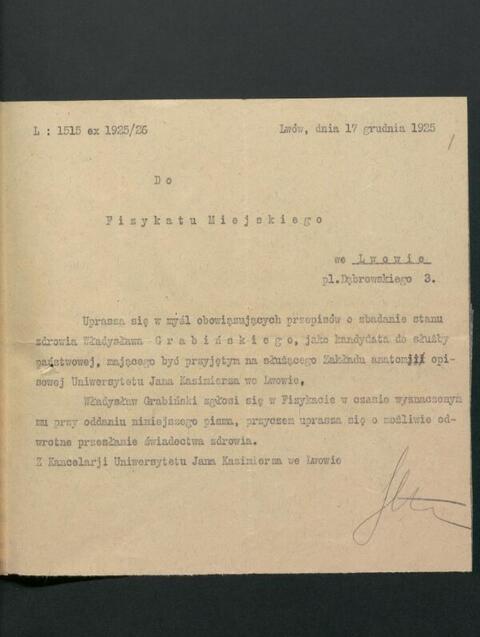 L : 1515 ex 1925/26 Lwów, dnia 17 grudnia 1925
1
Do
Fizykatu Miejskiego
we Lwowie
pl.Dąbrowskiego 3.
Uprasza się w myśl obowiązujących przepisów o zbadanie stanu
zdrowia Władysława Grabińskiego, jako kandydata do służby
państwowej, mającego być przyjętym na służącego Zakładu anatomji opi-
sowej Uniwersytetu Jana Kazimierza we Lwowie.
Władysław Grabiński zgłosi się w Fizykacie w czasie wyznaczonym
mu przy oddaniu niniejszego pisma, przyczem uprasza się o możliwie od-
wrotne przesłanie świadectwa zdrowia.
Z Kancelarji Uniwersytetu Jana Kazimierza we Lwowie